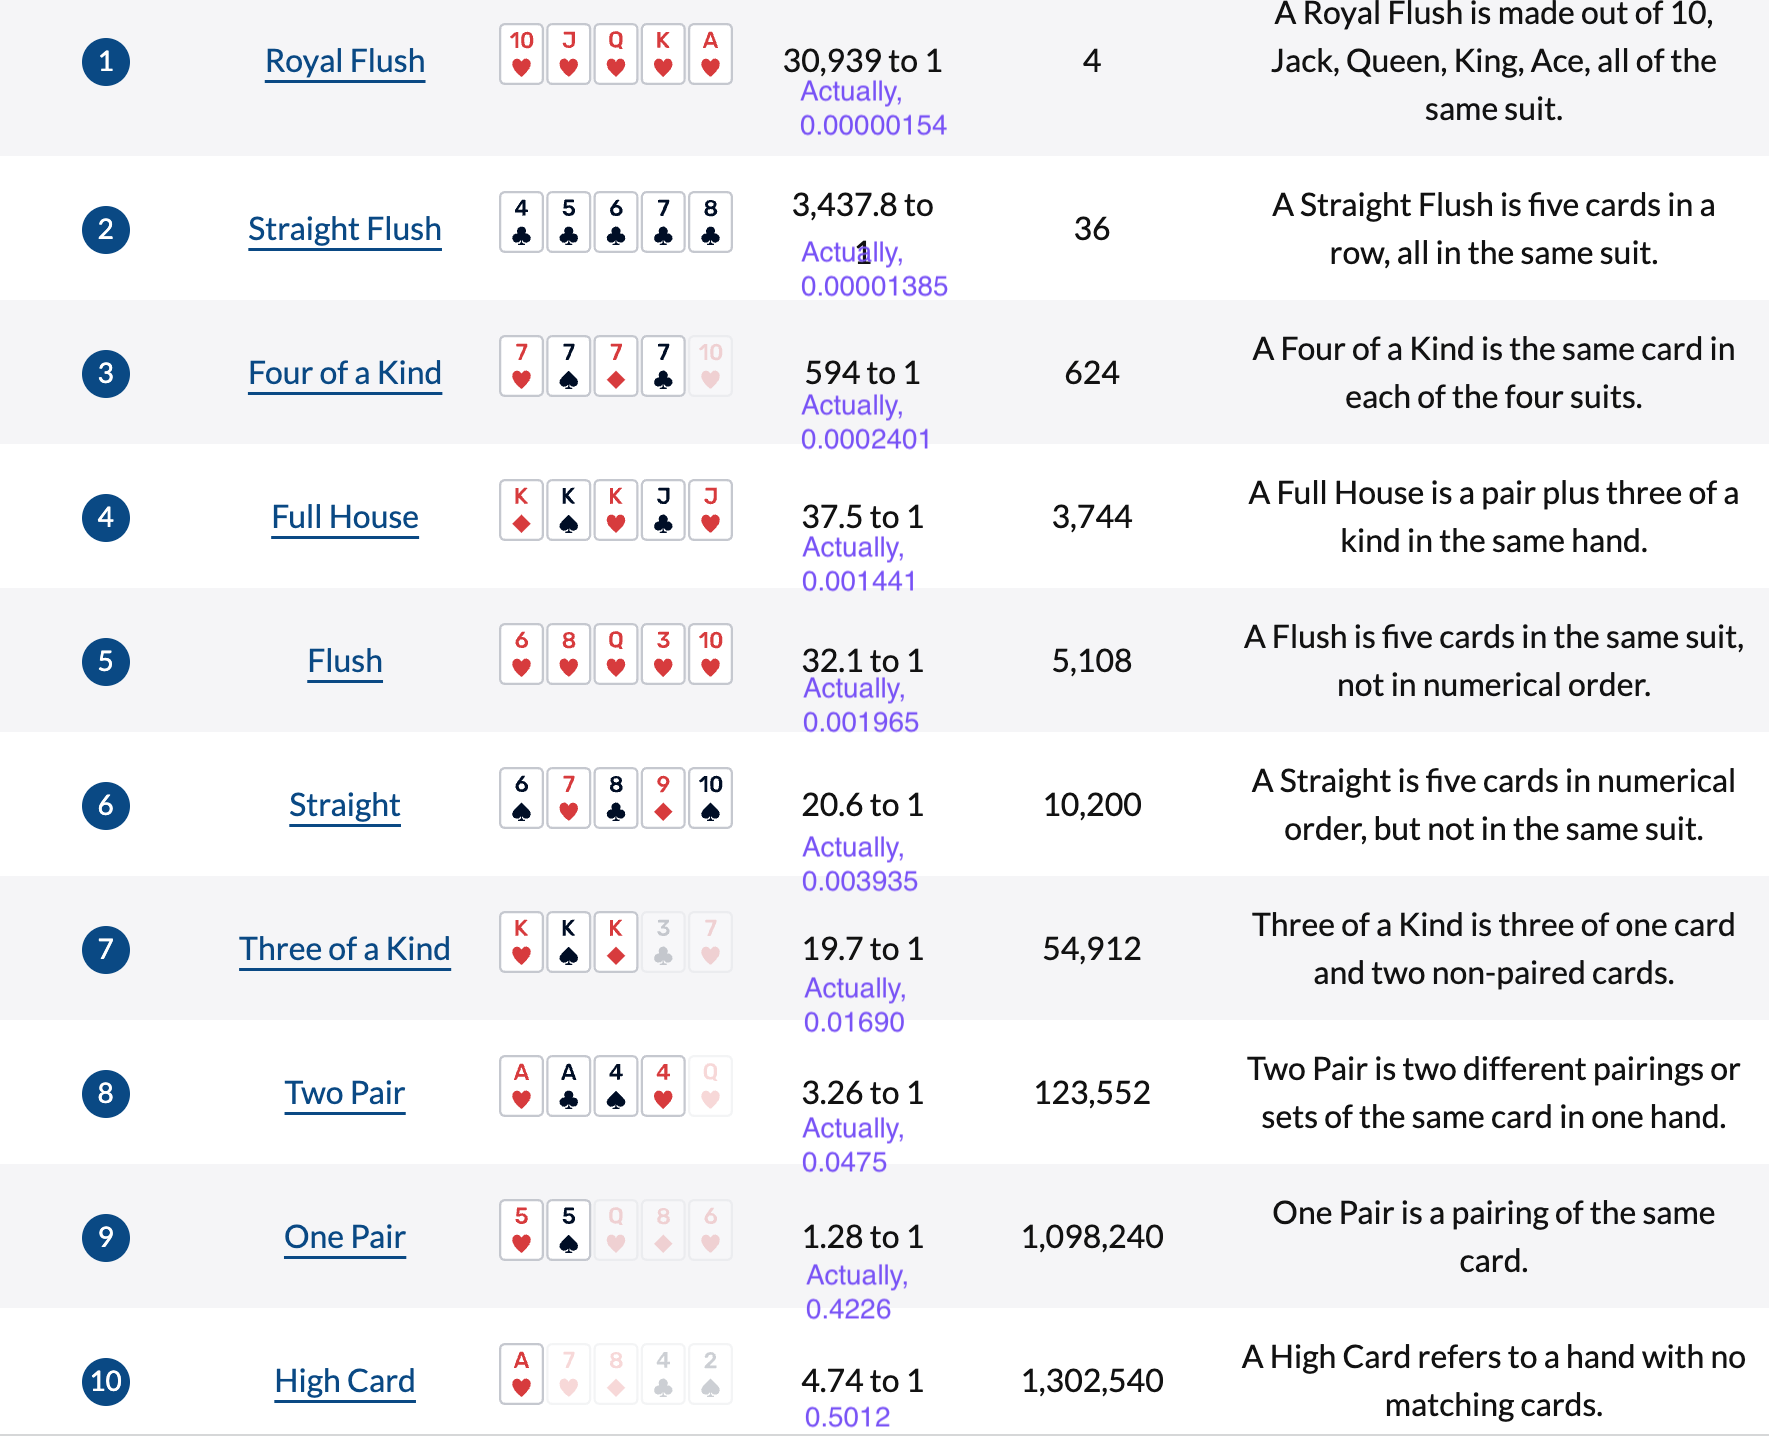 1 Royal Flush 10 J Q K A 30,939 to 1 4 A Royal Flush is made out of 10,
Jack, Queen, King, Ace, all of the
same suit.
Actually,
0.00000154
2 Straight Flush 4 5 6 7 8 3,437.8 to
1
36 A Straight Flush is five cards in a
row, all in the same suit.
Actually,
0.00001385
3 Four of a Kind 7 7 7 7 10 594 to 1 624 A Four of a Kind is the same card in
each of the four suits.
Actually,
0.0002401
4 Full House K K K J J 37.5 to 1 3,744 A Full House is a pair plus three of a
kind in the same hand.
Actually,
0.001441
5 Flush 6 8 Q 3 10 32.1 to 1 5,108 A Flush is five cards in the same suit,
not in numerical order.
Actually,
0.001965
6 Straight 6 7 8 9 10 20.6 to 1 10,200 A Straight is five cards in numerical
order, but not in the same suit.
Actually,
0.003935
7 Three of a Kind K K K 3 7 19.7 to 1 54,912 Three of a Kind is three of one card
and two non-paired cards.
Actually,
0.01690
8 Two Pair A A 4 4 Q 3.26 to 1 123,552 Two Pair is two different pairings or
sets of the same card in one hand.
Actually,
0.0475
9 One Pair 5 5 Q 8 6 1.28 to 1 1,098,240 One Pair is a pairing of the same
card.
Actually,
0.4226
10 High Card A 7 8 4 2 4.74 to 1 1,302,540 A High Card refers to a hand with no
matching cards.
0.5012